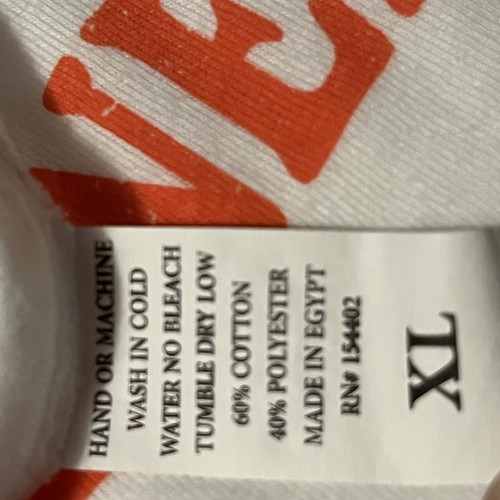 HAND OR MACHINE
WASH IN COLD
WATER NO BLEACH
TUMBLE DRY LOW
60% COTTON
40% POLYESTER
MADE IN EGYPT
RN# 154402
XL